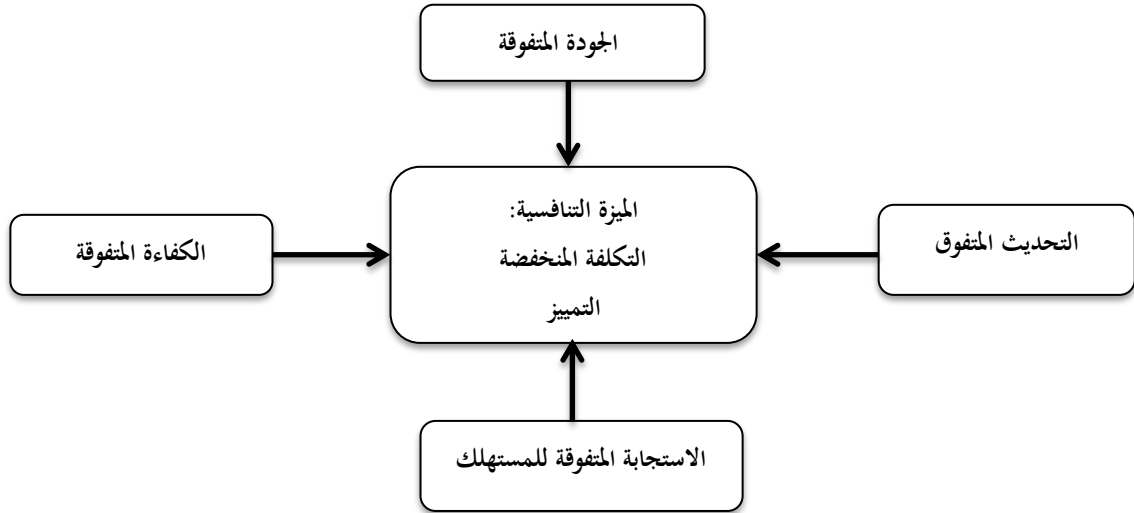 الجودة المتفوقة
الميزة التنافسية:
التكلفة المنخفضة
التمييز
التحديث المتفوق
الكفاءة المتفوقة
الاستجابة المتفوقة للمستهلك